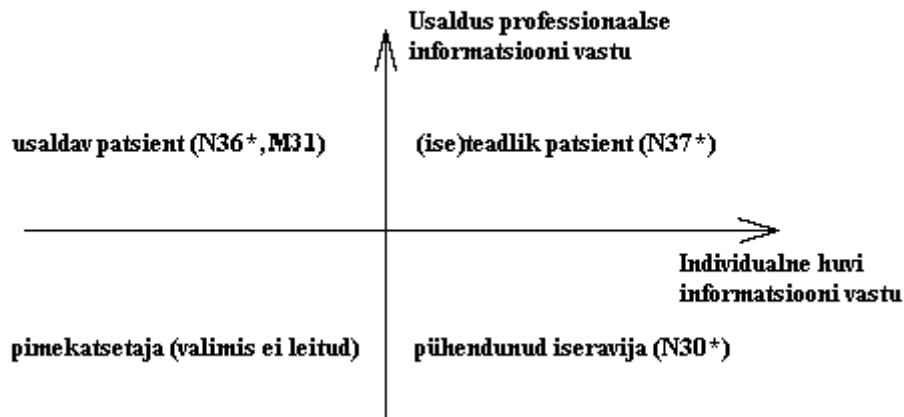 Usaldus professionaalse
informatsiooni vastu
usaldav patsient (N36*, M31)
(ise)teadlik patsient (N37*)
Individualne huvi
informatsiooni vastu
pimekatsetaja (valimis ei leitud)
pühendunud iseravija (N30*)